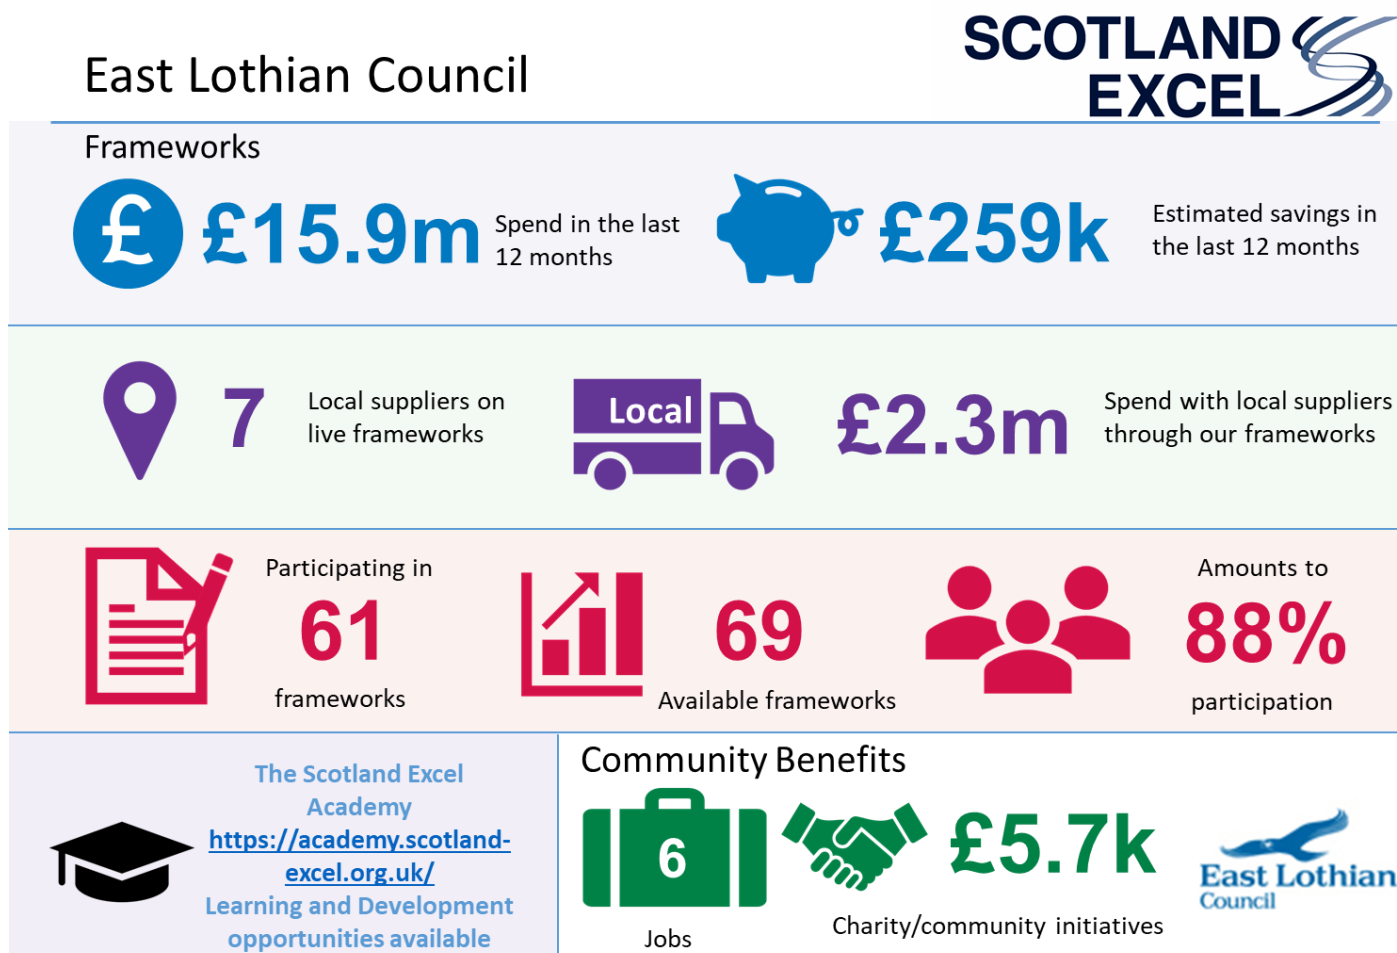 East Lothian Council
SCOTLAND
EXCEL
Frameworks
£
£15.9m
Spend in the last
12 months
£259k
Estimated savings in
the last 12 months
7
Local suppliers on
live frameworks
Local
£2.3m
Spend with local suppliers
through our frameworks
Participating in
61
frameworks
69
Available frameworks
Amounts to
88%
participation
The Scotland Excel
Academy
https://academy.scotland-
excel.org.uk/
Learning and Development
opportunities available
Community Benefits
6
Jobs
£5.7k
Charity/community initiatives
East Lothian
Council